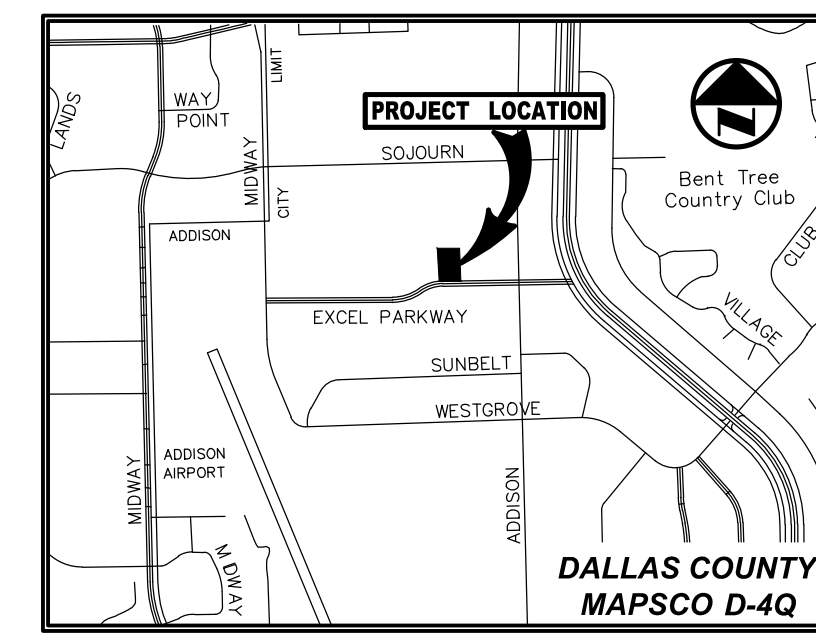 LIMIT
LANDS
WAY
POINT
PROJECT LOCATION
MIDWAY
SOJOURN
N
Bent Tree
Country Club
CITY
ADDISON
CLUB
EXCEL PARKWAY
VILLAGE
SUNBELT
WESTGROVE
ADDISON
AIRPORT
MIDWAY
ADDISON
MIDWAY
DALLAS COUNTY
MAPSCO D-4Q